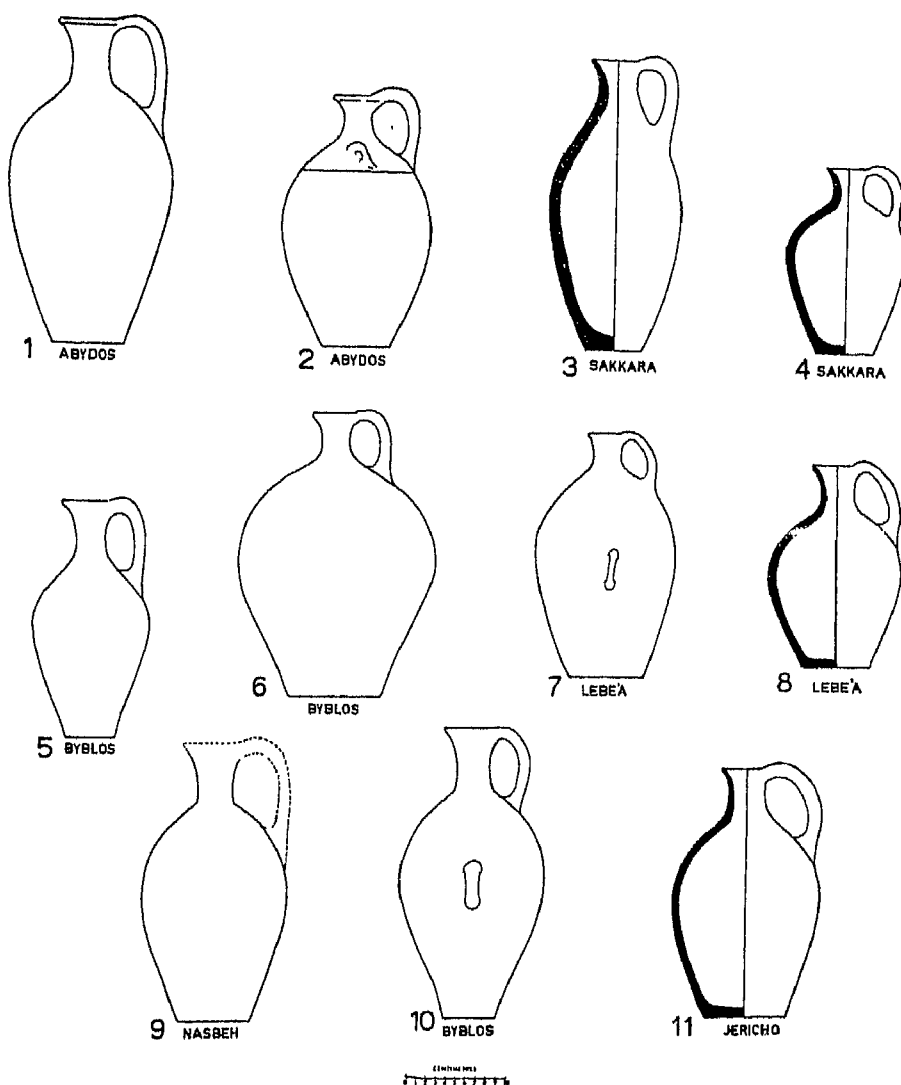 1 ABYDOS
2 ABYDOS
3 SAKKARA
4 SAKKARA
5 BYBLOS
6 BYBLOS
7 LEBE'A
8 LEBE'A
9 NASBEH
10 BYBLOS
11 JERICHO